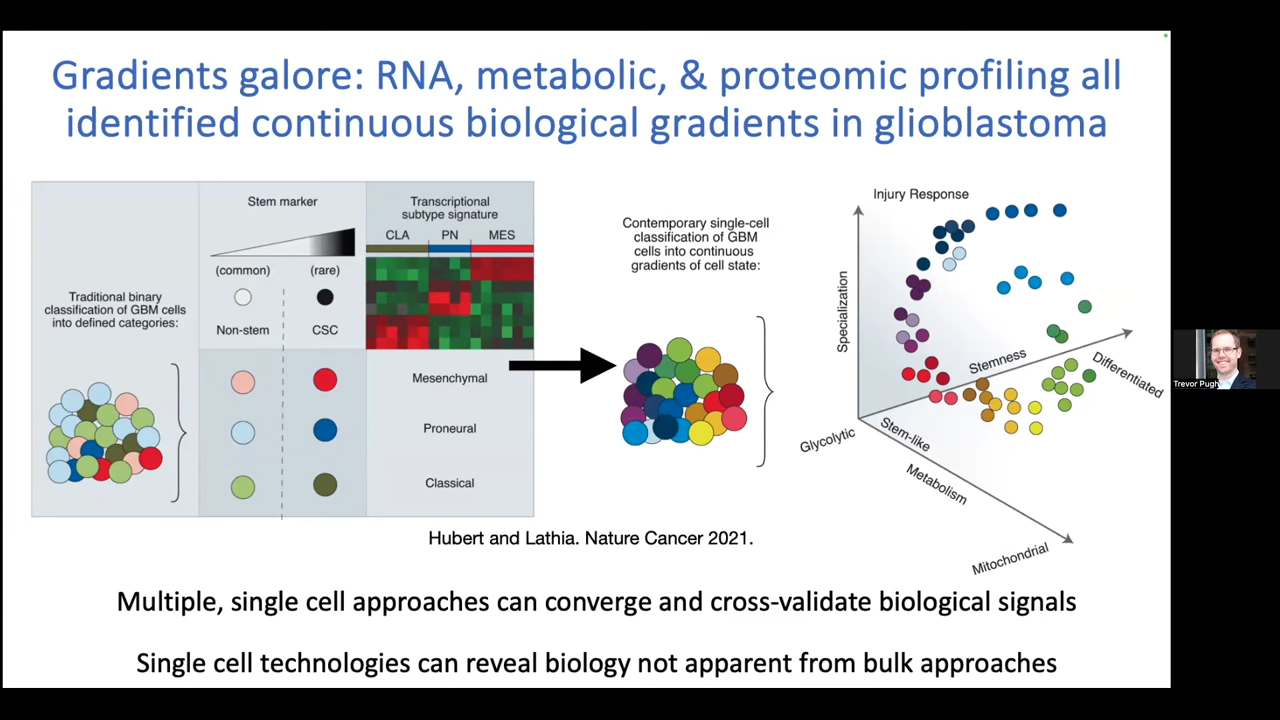 Gradients galore: RNA, metabolic, & proteomic profiling all
identified continuous biological gradients in glioblastoma
Traditional binary
classification of GBM cells
into defined categories:
Stem marker
(common)
(rare)
Non-stem
CSC
Transcriptional
subtype signature
CLA
PN
MES
Mesenchymal
Proneural
Classical
Contemporary single-cell
classification of GBM
cells into continuous
gradients of cell state:
Injury Response
Specialization
Stemness
Differentiated
Glycolytic
Stem-like
Metabolism
Mitochondrial
Hubert and Lathia. Nature Cancer 2021.
Multiple, single cell approaches can converge and cross-validate biological signals
Single cell technologies can reveal biology not apparent from bulk approaches
Trevor Pugh